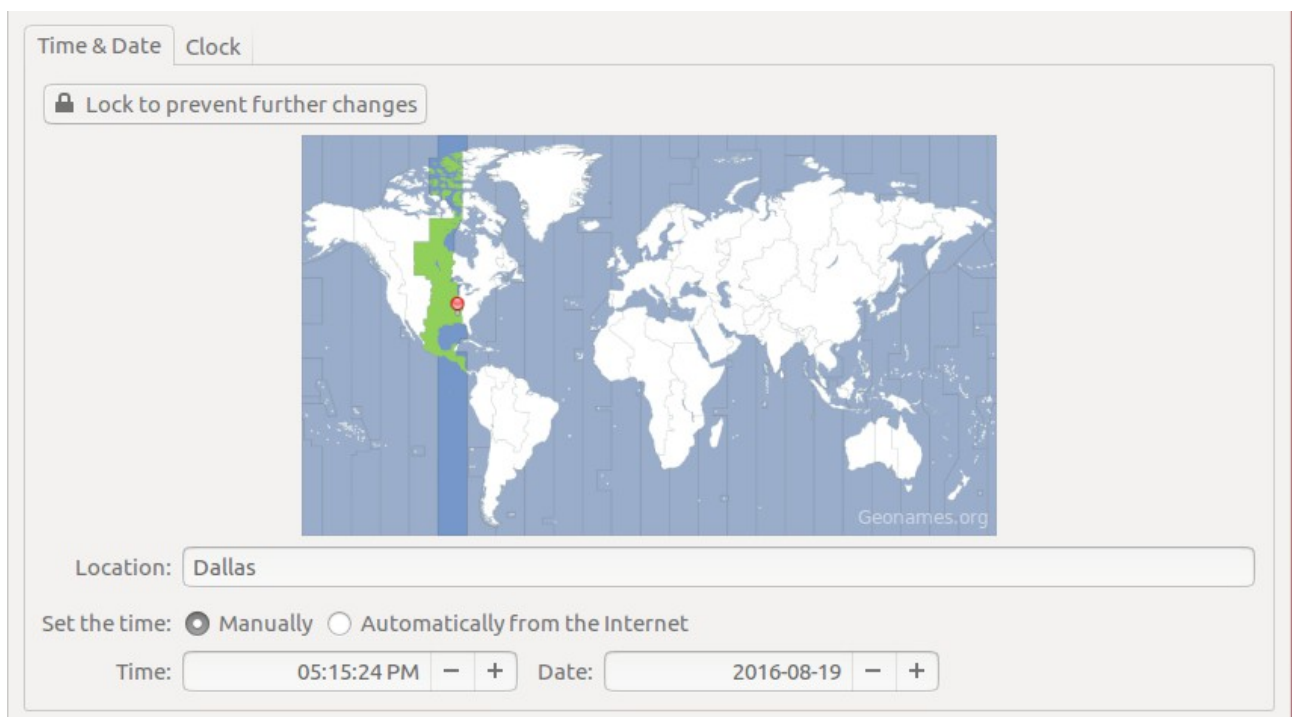 Time & Date Clock
Lock to prevent further changes
Geonames.org
Location: Dallas
Set the time: Manually Automatically from the Internet
Time: 05:15:24 PM − + Date: 2016-08-19 − +